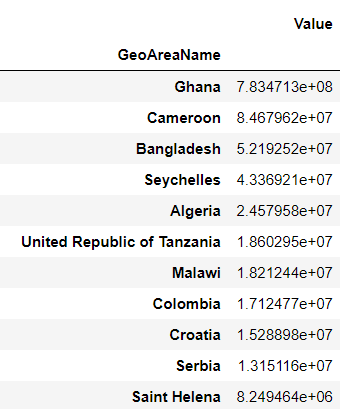 Value
GeoAreaName
Ghana 7.834713e+08
Cameroon 8.467962e+07
Bangladesh 5.219252e+07
Seychelles 4.336921e+07
Algeria 2.457958e+07
United Republic of Tanzania 1.860295e+07
Malawi 1.821244e+07
Colombia 1.712477e+07
Croatia 1.528898e+07
Serbia 1.315116e+07
Saint Helena 8.249464e+06